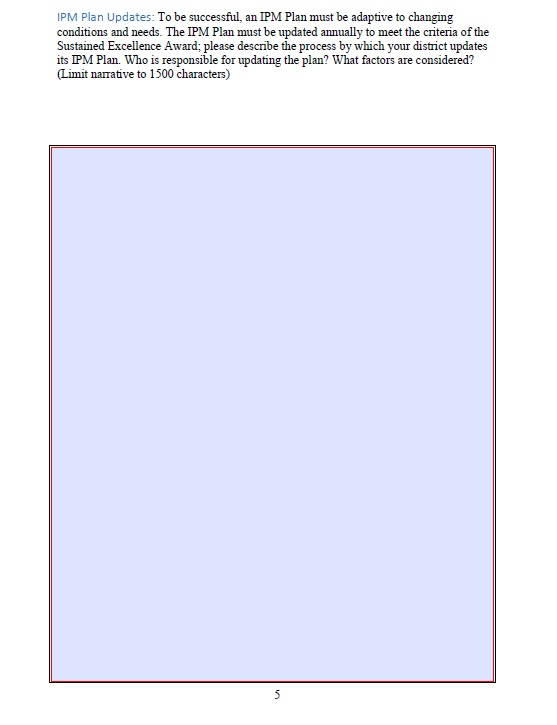 IPM Plan Updates: To be successful, an IPM Plan must be adaptive to changing
conditions and needs. The IPM Plan must be updated annually to meet the criteria of the
Sustained Excellence Award; please describe the process by which your district updates
its IPM Plan. Who is responsible for updating the plan? What factors are considered?
(Limit narrative to 1500 characters)
5